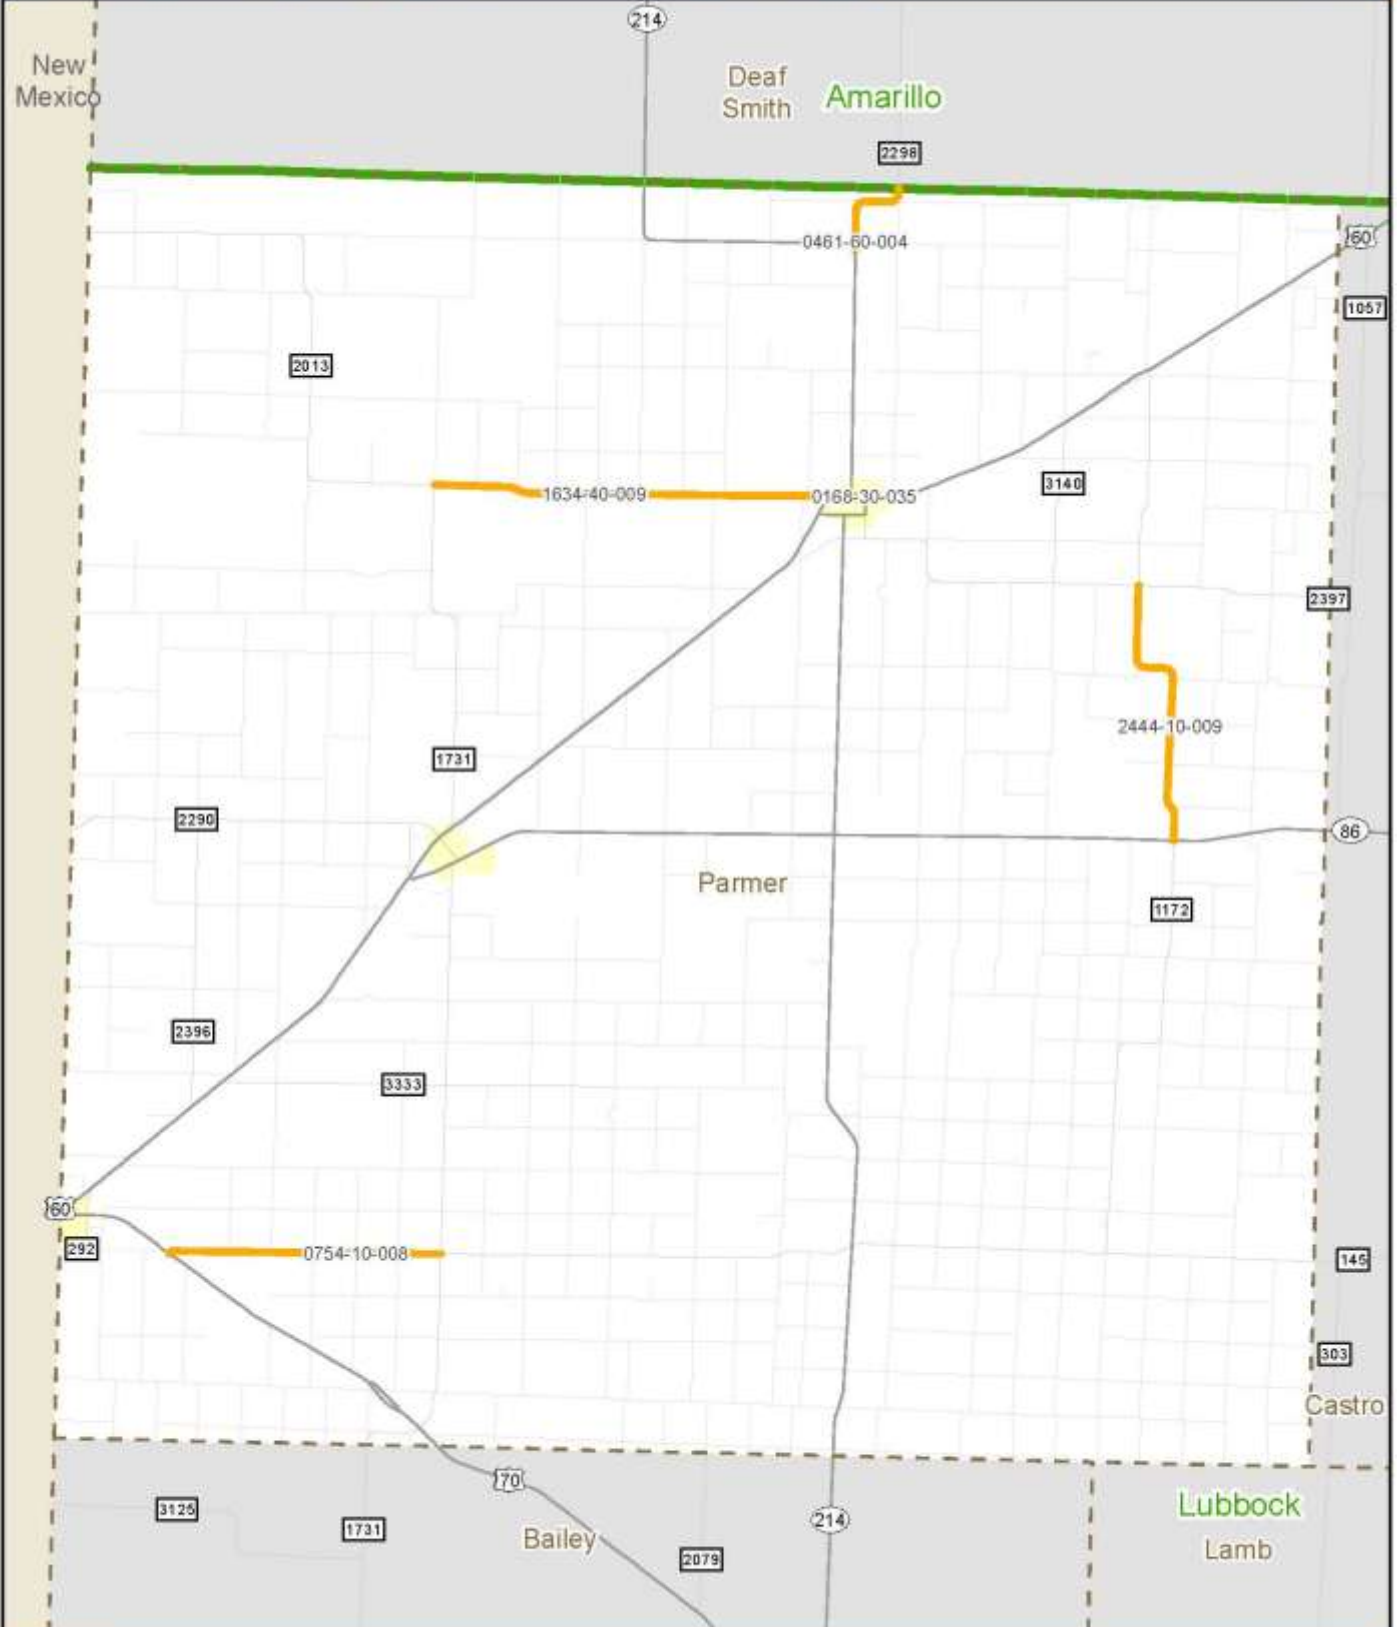 214
New
Mexico
Deaf
Smith
Amarillo
2298
0461-60-004
60
1057
2013
1634-40-009
0168-30-035
3140
2397
2444-10-009
1731
2290
86
Parmer
1172
2396
3333
60
292
0754-10-008
145
303
Castro
70
3125
1731
Bailey
2079
214
Lubbock
Lamb